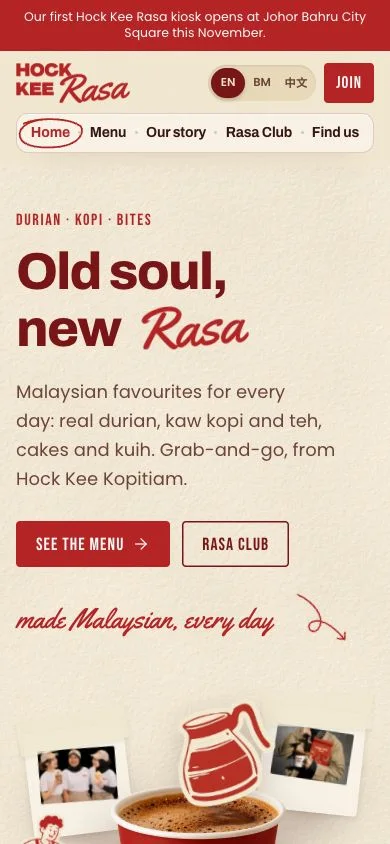 Our first Hock Kee Rasa kiosk opens at Johor Bahru City
Square this November.
HOCK
KEE Rasa
EN BM 中文
JOIN
Home · Menu · Our story · Rasa Club · Find us
DURIAN · KOPI · BITES
Old soul,
new Rasa
Malaysian favourites for every
day: real durian, kaw kopi and teh,
cakes and kuih. Grab-and-go, from
Hock Kee Kopitiam.
SEE THE MENU →
RASA CLUB
made Malaysian, every day